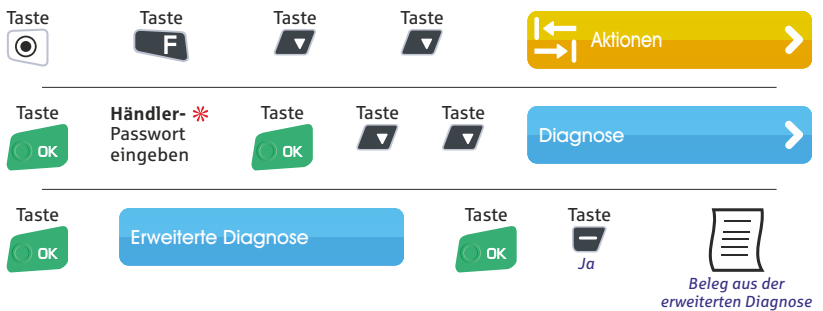 Taste Taste Taste Taste
F Aktionen
Taste Händler- Taste Taste Taste
Passwort
eingeben
OK OK Diagnose
Taste Taste Taste
OK Erweiterte Diagnose OK
Ja
Beleg aus der
erweiterten Diagnose